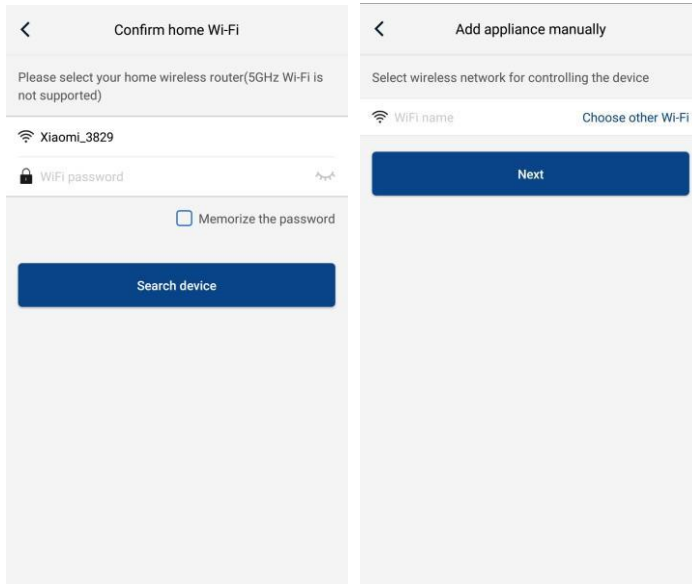 Confirm home Wi-Fi
Please select your home wireless router(5GHz Wi-Fi is
not supported)
Xiaomi_3829
WiFi password
Memorize the password
Search device
Add appliance manually
Select wireless network for controlling the device
WiFi name
Choose other Wi-Fi
Next